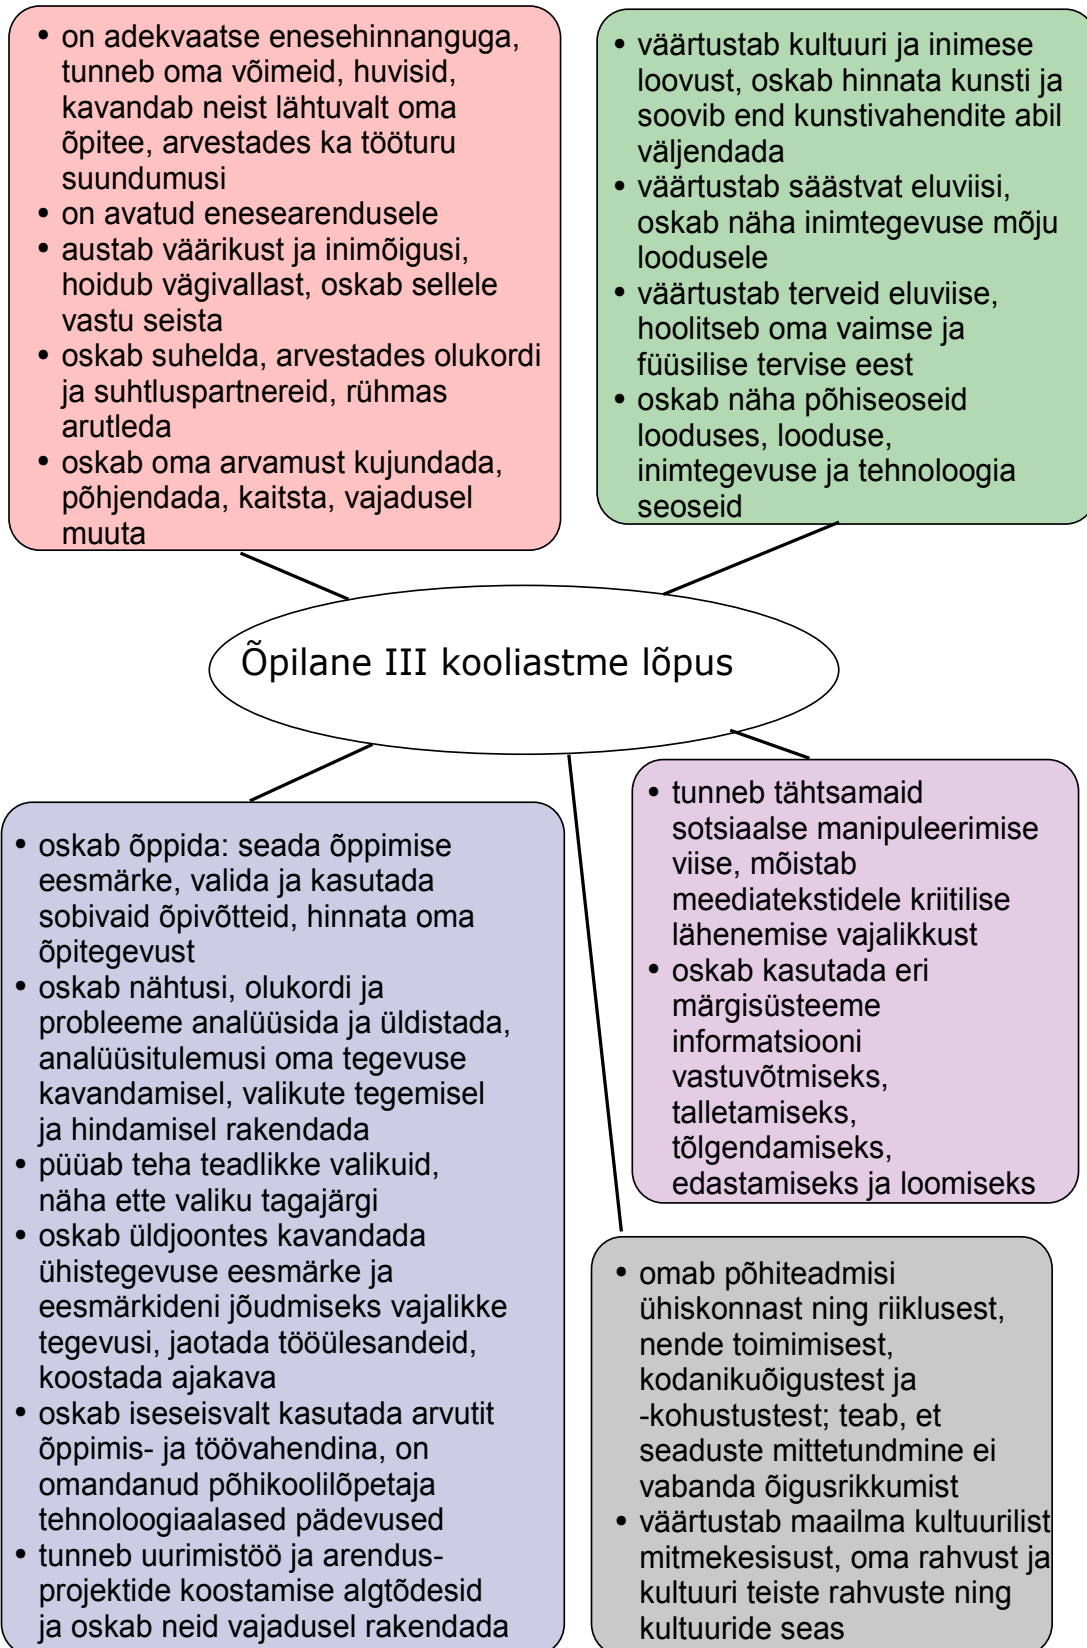 • on adekvaatse enesehinnanguga,
tunneb oma võimeid, huvisid,
kavandab neist lähtuvalt oma
õpitee, arvestades ka tööturu
suundumusi
• on avatud enesearendusele
• austab väärikust ja inimõigusi,
hoidub vägivallast, oskab sellele
vastu seista
• oskab suhelda, arvestades olukordi
ja suhtluspartnereid, rühmas
arutleda
• oskab oma arvamust kujundada,
põhjendada, kaitsta, vajadusel
muuta
• väärtustab kultuuri ja inimese
loovust, oskab hinnata kunsti ja
soovib end kunstivahendite abil
väljendada
• väärtustab säästvat eluviisi,
oskab näha inimtegevuse mõju
loodusele
• väärtustab terveid eluviise,
hoolitseb oma vaimse ja
füüsilise tervise eest
• oskab näha põhiseoseid
looduses, looduse,
inimtegevuse ja tehnoloogia
seoseid
Õpilane III kooliastme lõpus
• oskab õppida: seada õppimise
eesmärke, valida ja kasutada
sobivaid õpivõtteid, hinnata oma
õpitegevust
• oskab nähtusi, olukordi ja
probleeme analüüsida ja üldistada,
analüüsitulemusi oma tegevuse
kavandamisel, valikute tegemisel
ja hindamisel rakendada
• püüab teha teadlikke valikuid,
näha ette valiku tagajärgi
• oskab üldjoontes kavandada
ühistegevuse eesmärke ja
eesmärkideni jõudmiseks vajalikke
tegevusi, jaotada tööülesandeid,
koostada ajakava
• oskab iseseisvalt kasutada arvutit
õppimis- ja töövahendina, on
omandanud põhikoolilõpetaja
tehnoloogiaalased pädevused
• tunneb uurimistöö ja arendus-
projektide koostamise algtõdesid
ja oskab neid vajadusel rakendada
• tunneb tähtsamaid
sotsiaalse manipuleerimise
viise, mõistab
meediatekstidele kriitilise
lähenemise vajalikkust
• oskab kasutada eri
märgisüsteeme
informatsiooni
vastuvõtmiseks,
talletamiseks,
tõlgendamiseks,
edastamiseks ja loomiseks
• omab põhiteadmisi
ühiskonnast ning riiklusest,
nende toimimisest,
kodanikuõigustest ja
-kohustustest; teab, et
seaduste mittetundmine ei
vabanda õigusrikkumist
• väärtustab maailma kultuurilist
mitmekesisust, oma rahvust ja
kultuuri teiste rahvuste ning
kultuuride seas